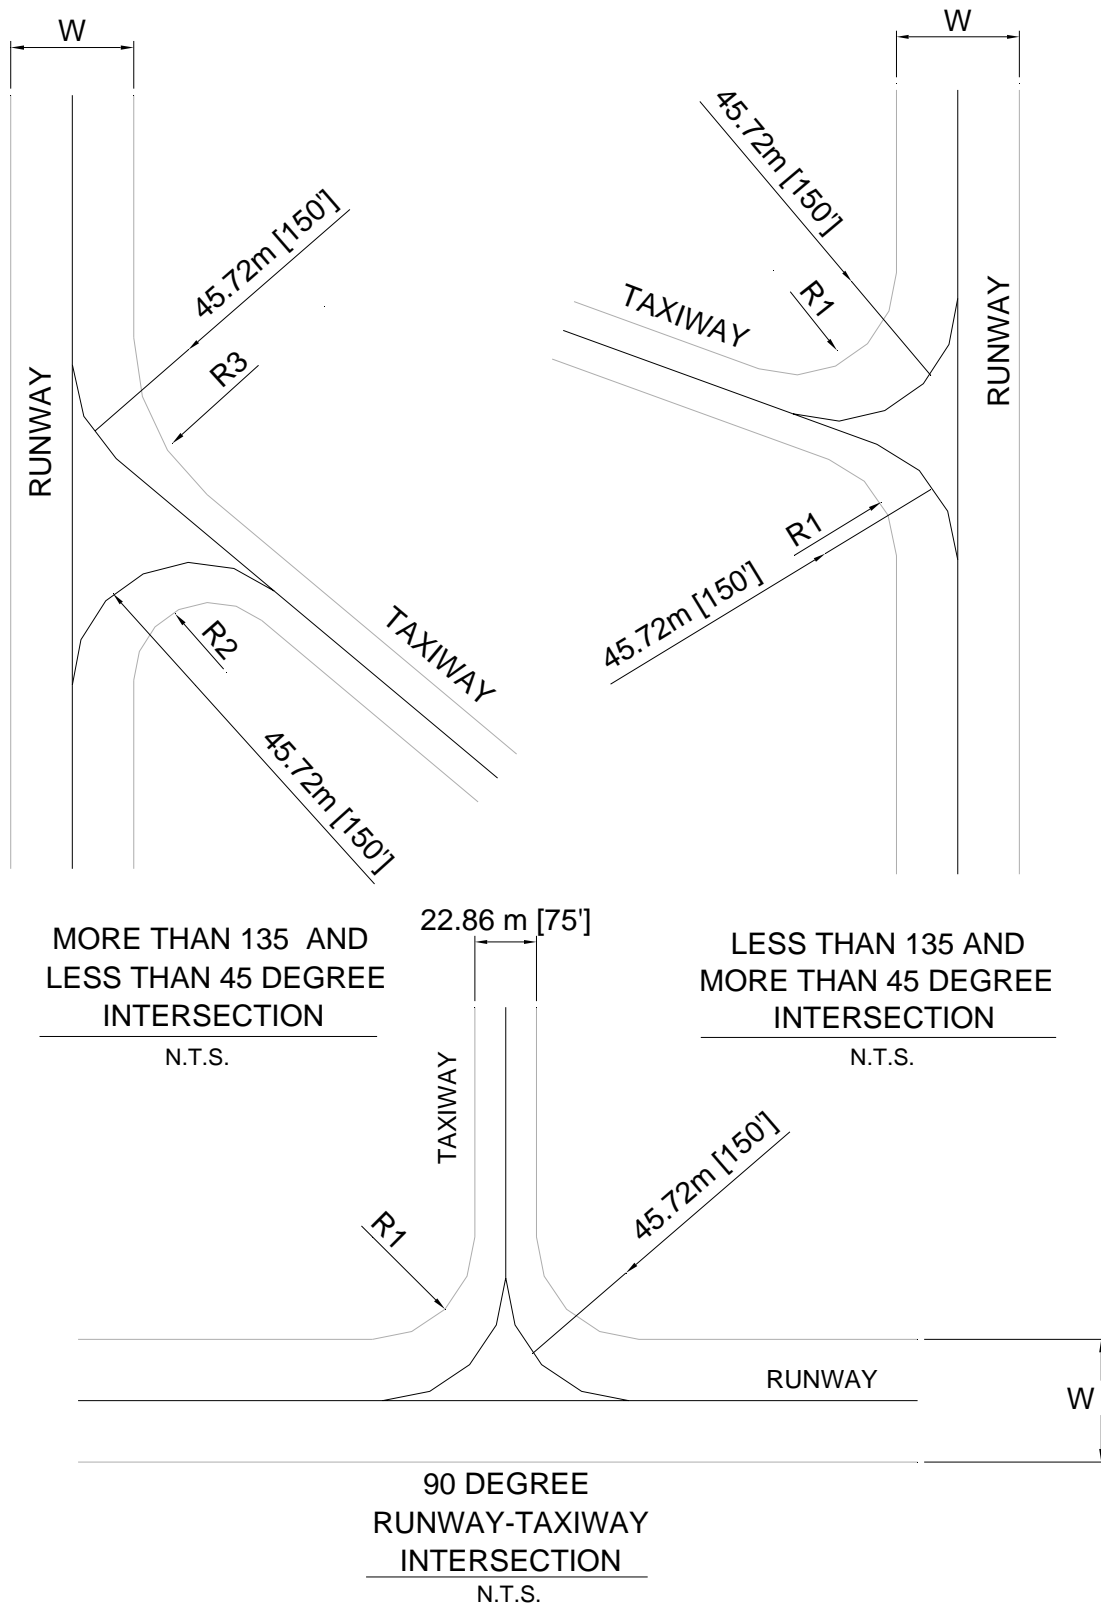 W
45.72m [150']
R3
RUNWAY
R2
TAXIWAY
45.72m [150']
MORE THAN 135 AND
LESS THAN 45 DEGREE
INTERSECTION
N.T.S.
W
45.72m [150']
R1
TAXIWAY
RUNWAY
R1
45.72m [150']
LESS THAN 135 AND
MORE THAN 45 DEGREE
INTERSECTION
N.T.S.
22.86 m [75']
TAXIWAY
R1
45.72m [150']
RUNWAY
W
90 DEGREE
RUNWAY-TAXIWAY
INTERSECTION
N.T.S.